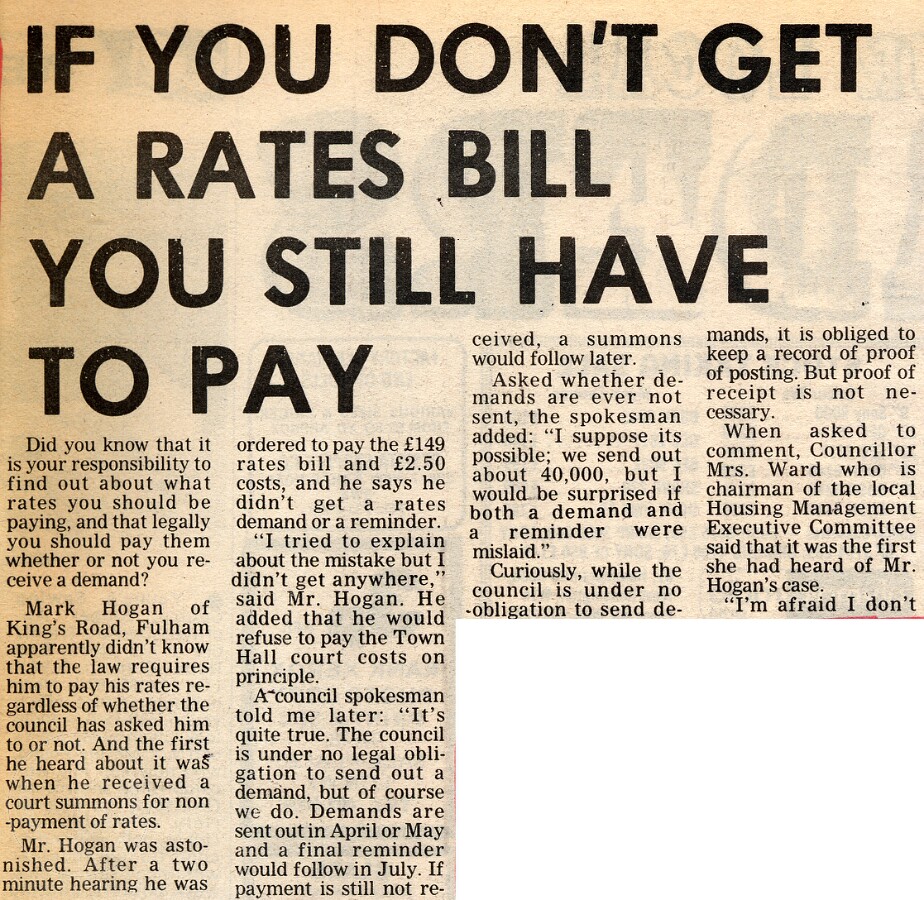 IF YOU DON'T GET
A RATES BILL
YOU STILL HAVE
TO PAY
Did you know that it
is your responsibility to
find out about what
rates you should be
paying, and that legally
you should pay them
whether or not you re-
ceive a demand?
Mark Hogan of
King's Road, Fulham
apparently didn't know
that the law requires
him to pay his rates re-
gardless of whether the
council has asked him
to or not. And the first
he heard about it was
when he received a
court summons for non
-payment of rates.
Mr. Hogan was asto-
nished. After a two
minute hearing he was
ordered to pay the £149
rates bill and £2.50
costs, and he says he
didn't get a rates
demand or a reminder.
"I tried to explain
about the mistake but I
didn't get anywhere,"
said Mr. Hogan. He
added that he would
refuse to pay the Town
Hall court costs on
principle.
A council spokesman
told me later: "It's
quite true. The council
is under no legal obli-
gation to send out a
demand, but of course
we do. Demands are
sent out in April or May
and a final reminder
would follow in July. If
payment is still not re-
ceived, a summons
would follow later.
Asked whether de-
mands are ever not
sent, the spokesman
added: "I suppose its
possible; we send out
about 40,000, but I
would be surprised if
both a demand and
a reminder were
mislaid."
Curiously, while the
council is under no
obligation to send de-
mands, it is obliged to
keep a record of proof
of posting. But proof of
receipt is not ne-
cessary.
When asked to
comment, Councillor
Mrs. Ward who is
chairman of the local
Housing Management
Executive Committee
said that it was the first
she had heard of Mr.
Hogan's case.
"I'm afraid I don't